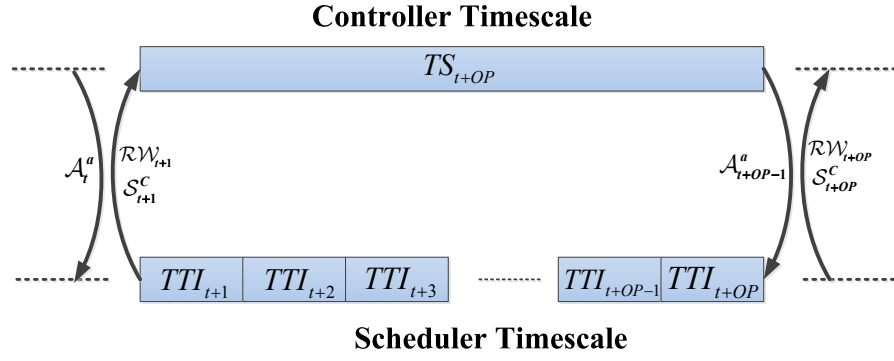 Controller Timescale
TS_{t+OP}
𝒜_t^a
ℛ𝒲_{t+1}
𝒮_{t+1}^C
𝒜_{t+OP−1}^a
ℛ𝒲_{t+OP}
𝒮_{t+OP}^C
TTI_{t+1} TTI_{t+2} TTI_{t+3} TTI_{t+OP−1} TTI_{t+OP}
Scheduler Timescale